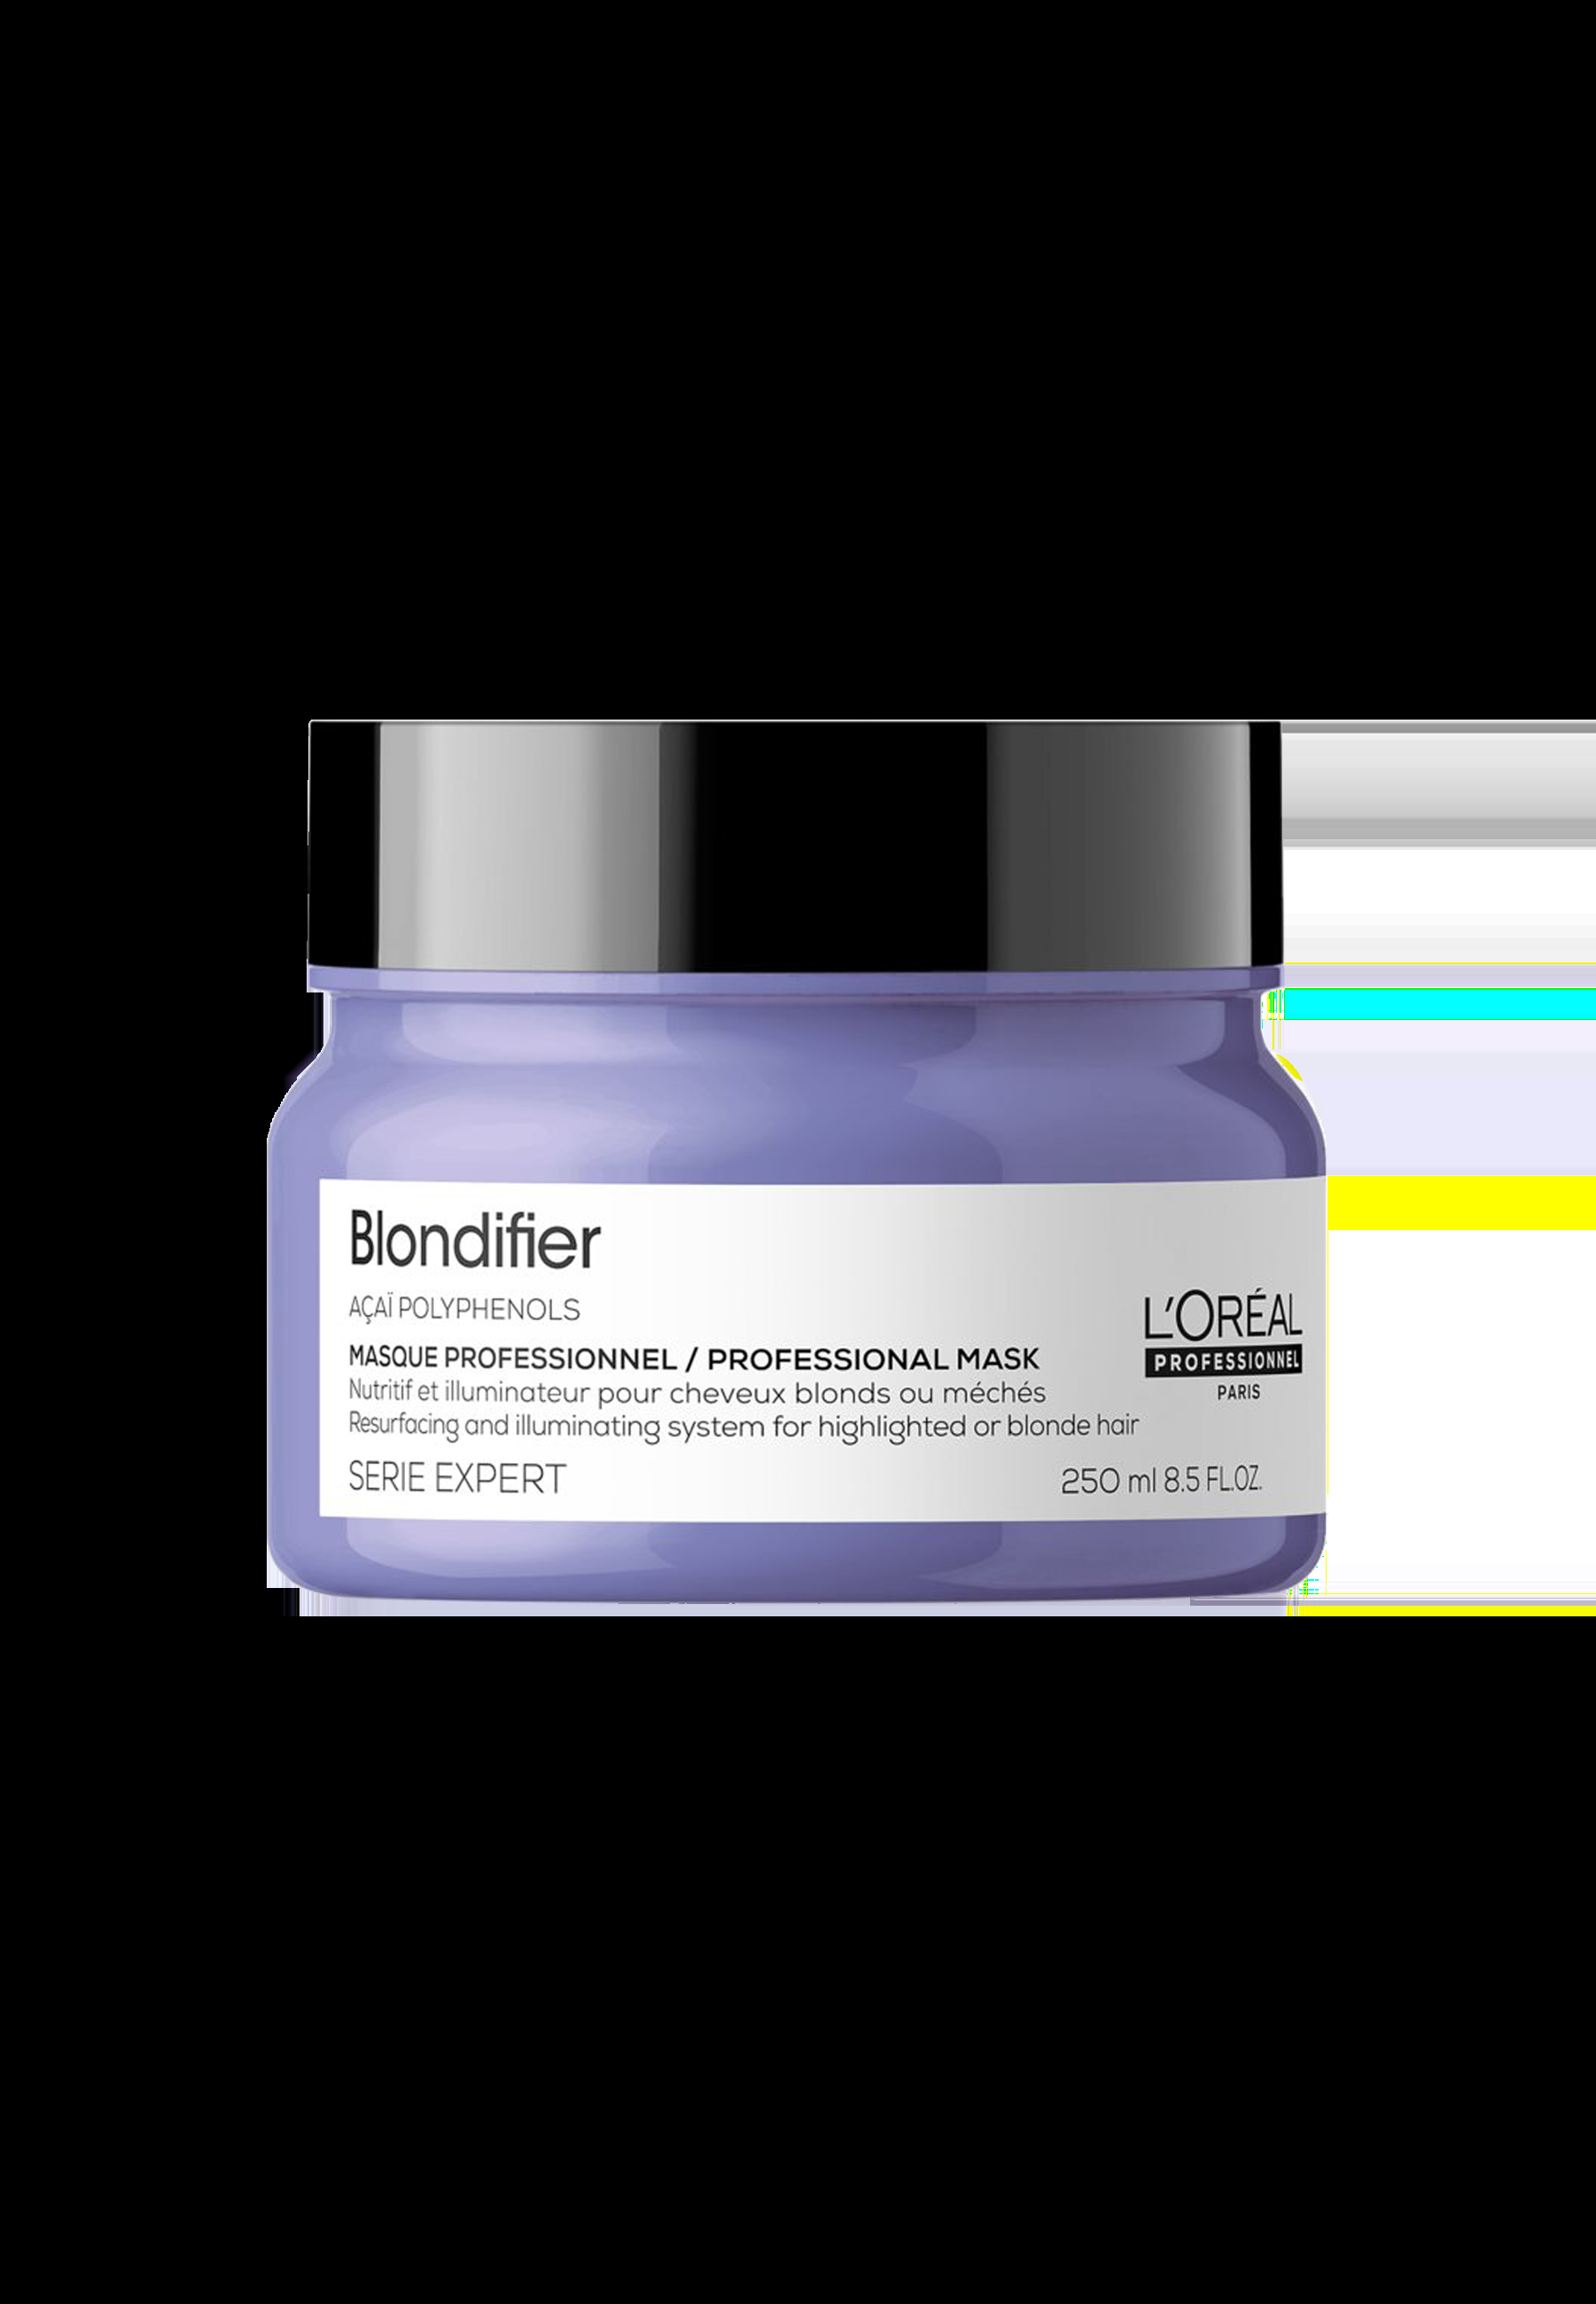 Blondifier
AÇAÏ POLYPHENOLS
MASQUE PROFESSIONNEL / PROFESSIONAL MASK
Nutritif et illuminateur pour cheveux blonds ou méchés
Resurfacing and illuminating system for highlighted or blonde hair
SERIE EXPERT
L'ORÉAL
PROFESSIONNEL
PARIS
250 ml 8.5 FL.OZ.